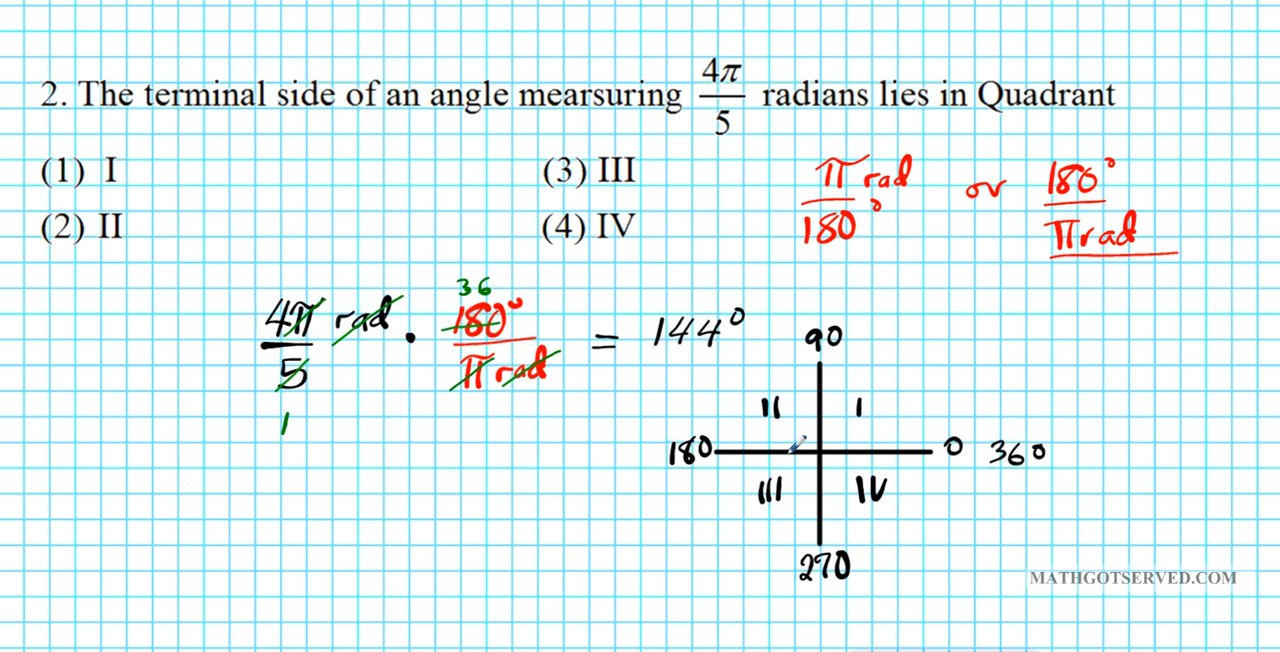 2. The terminal side of an angle mearsuring 4π/5 radians lies in Quadrant
(1) I (3) III
(2) II (4) IV
π rad/180° or 180°/π rad
36
4π/5 rad · 180°/π rad = 144°
1
90
II I
180 0 360
III IV
270
MATHGOTSERVED.COM